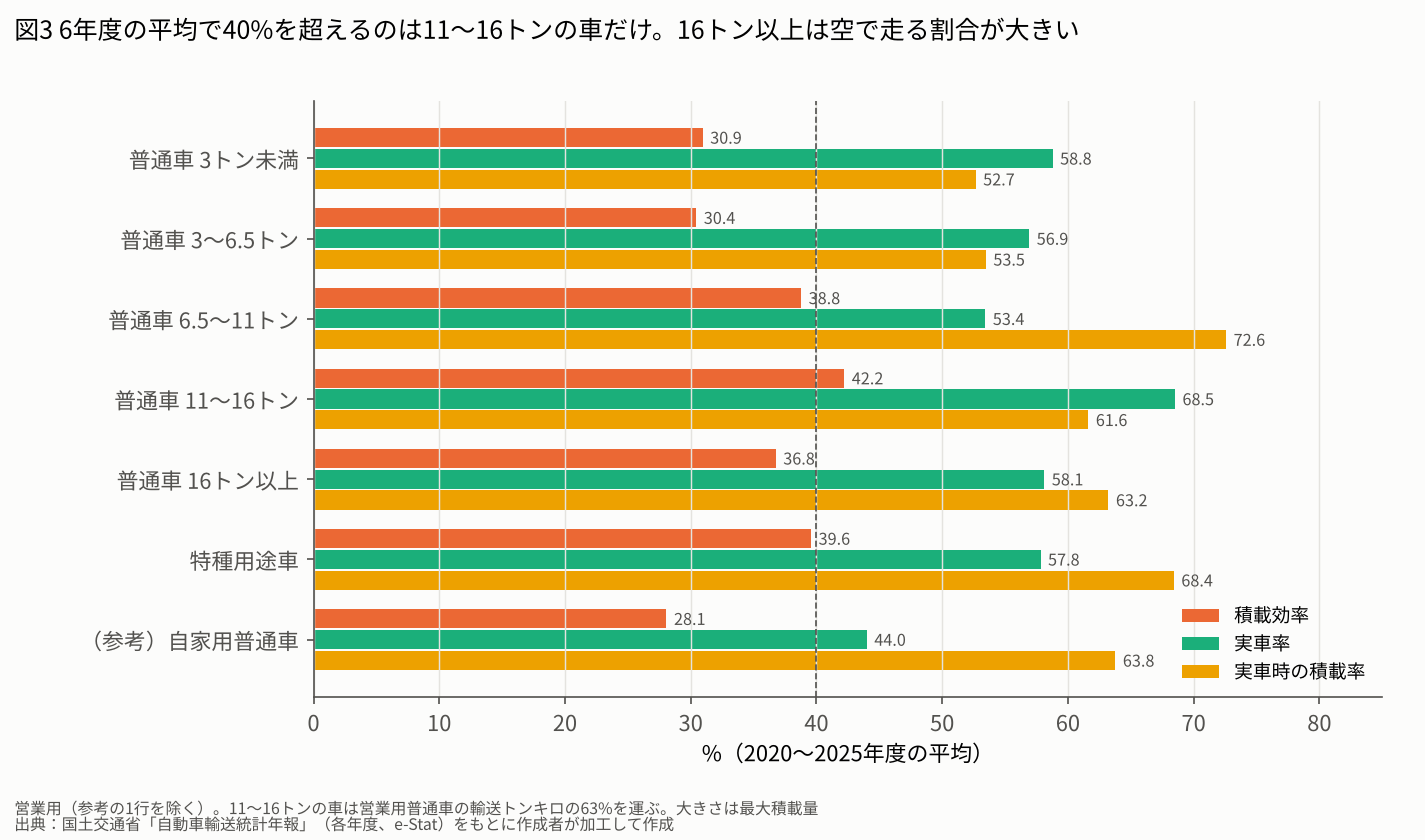 図3 6年度の平均で40%を超えるのは11～16トンの車だけ。16トン以上は空で走る割合が大きい
普通車 3トン未満
30.9
58.8
52.7
普通車 3～6.5トン
30.4
56.9
53.5
普通車 6.5～11トン
38.8
53.4
72.6
普通車 11～16トン
42.2
68.5
61.6
普通車 16トン以上
36.8
58.1
63.2
特種用途車
39.6
57.8
68.4
（参考）自家用普通車
28.1
44.0
63.8
積載効率
実車率
実車時の積載率
0 10 20 30 40 50 60 70 80
%（2020～2025年度の平均）
営業用（参考の1行を除く）。11～16トンの車は営業用普通車の輸送トンキロの63%を運ぶ。大きさは最大積載量
出典：国土交通省「自動車輸送統計年報」（各年度、e-Stat）をもとに作成者が加工して作成